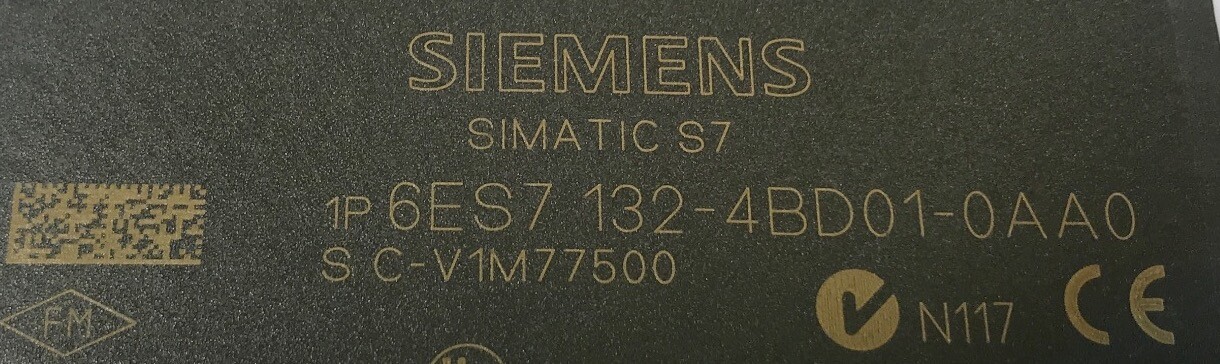 SIEMENS
SIMATIC S7
1P 6ES7 132-4BD01-0AA0
S C-V1M77500
N117 CE
FM